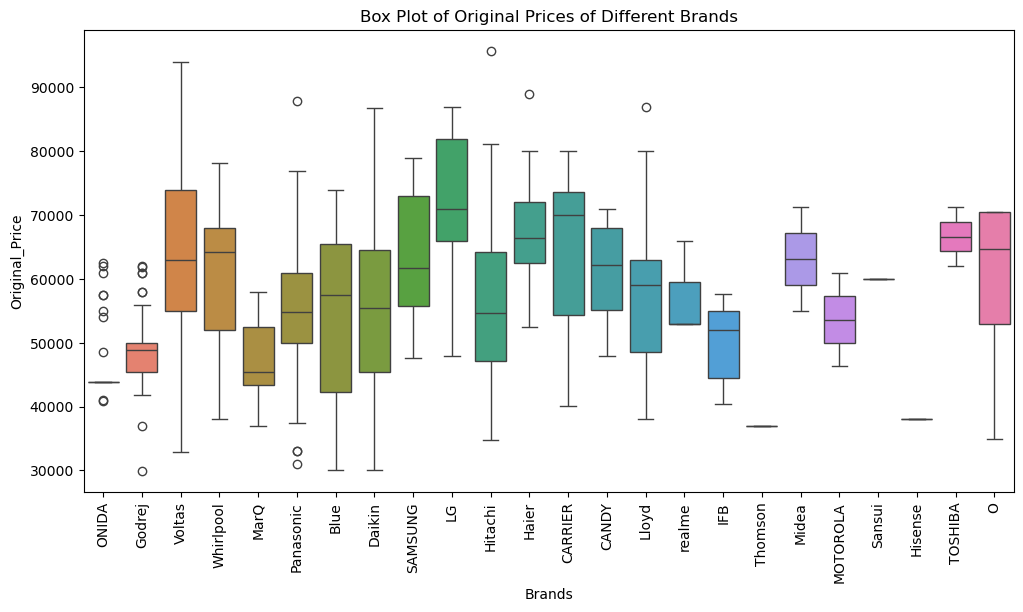 Box Plot of Original Prices of Different Brands
Original_Price
90000
80000
70000
60000
50000
40000
30000
ONIDA
Godrej
Voltas
Whirlpool
MarQ
Panasonic
Blue
Daikin
SAMSUNG
LG
Hitachi
Haier
CARRIER
CANDY
Lloyd
realme
IFB
Thomson
Midea
MOTOROLA
Sansui
Hisense
TOSHIBA
O
Brands